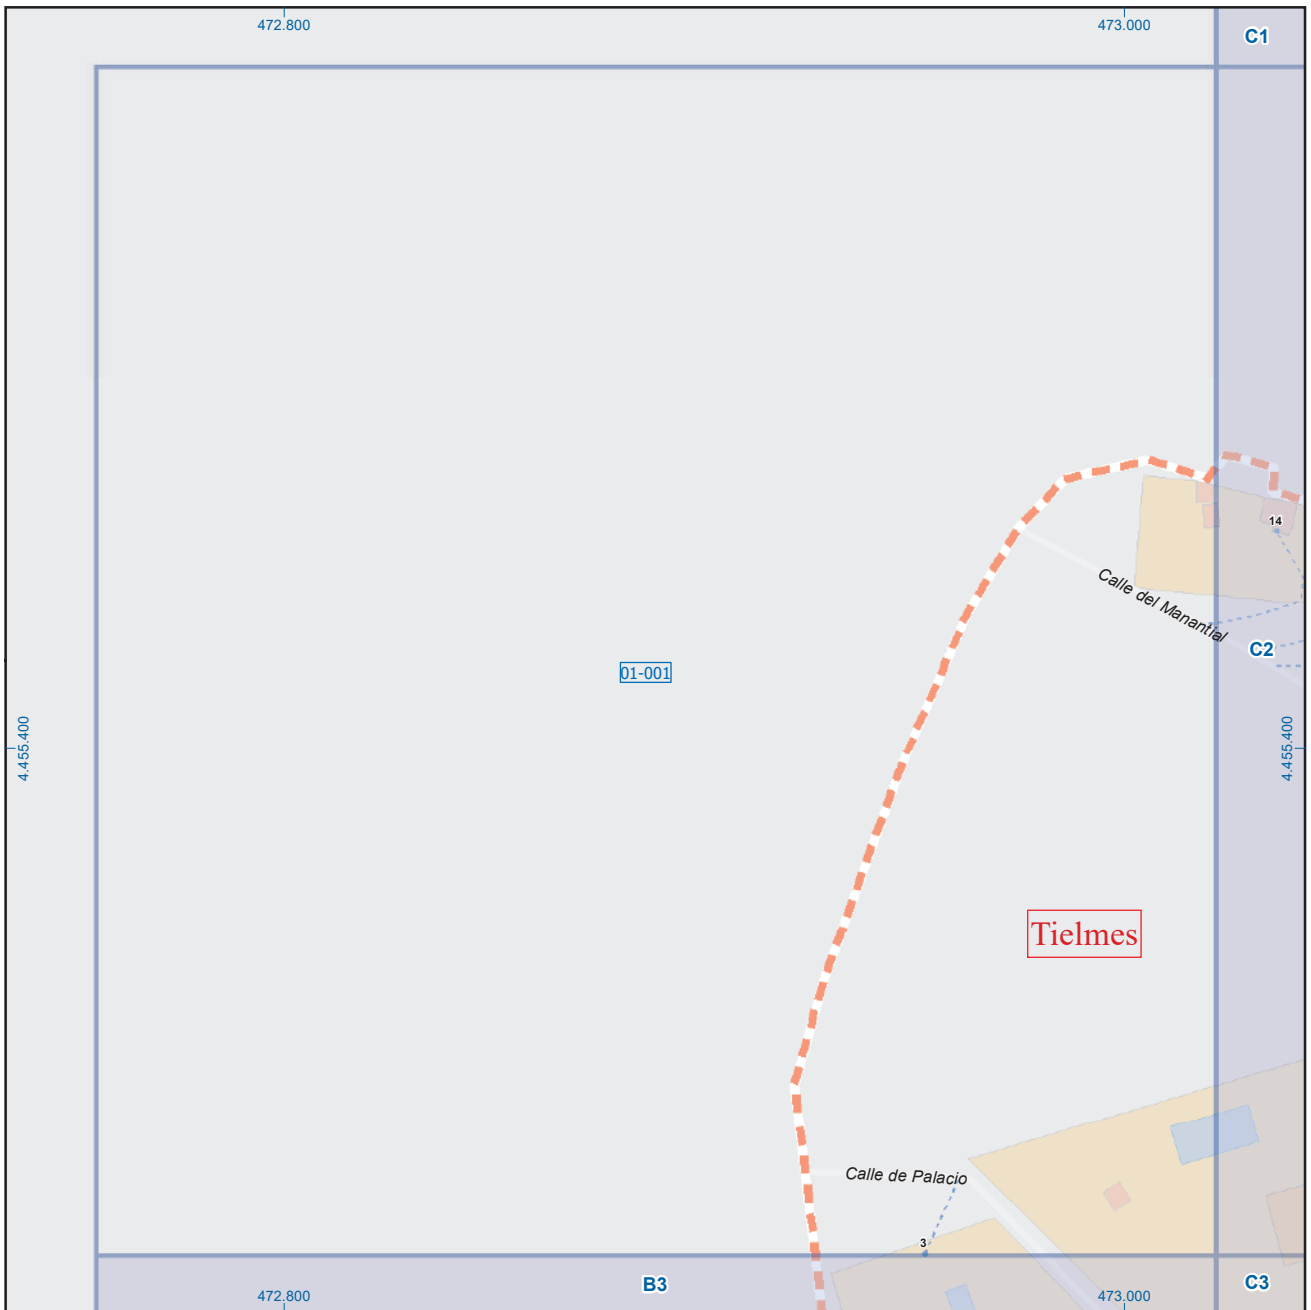 472.800
473.000
C1
14
Calle del Manantial
C2
01-001
4.455.400
4.455.400
Tielmes
Calle de Palacio
3
B3
C3
472.800
473.000